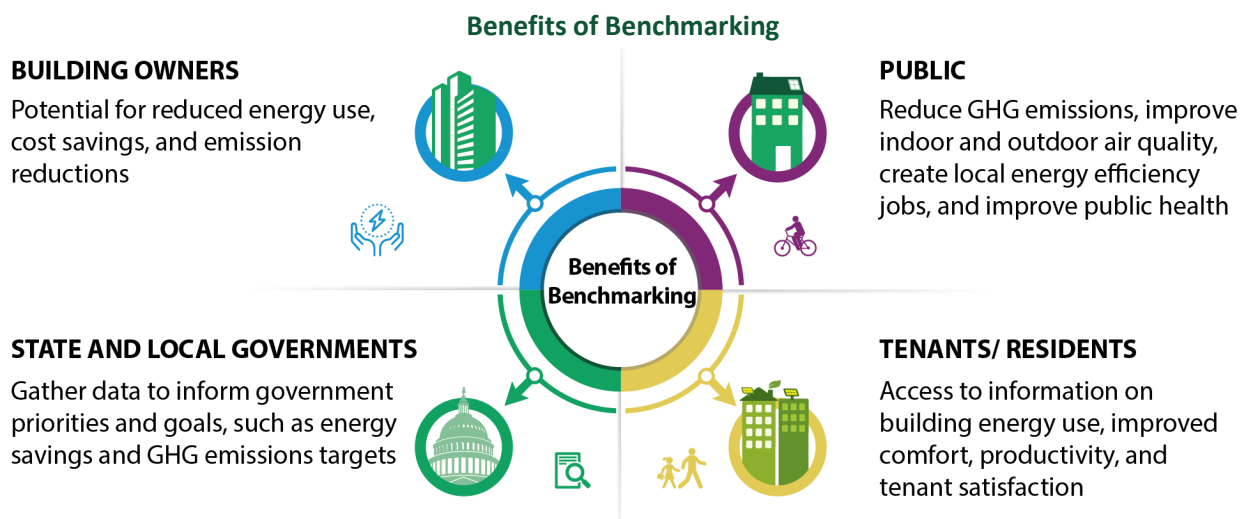 Benefits of Benchmarking
BUILDING OWNERS
Potential for reduced energy use,
cost savings, and emission
reductions
PUBLIC
Reduce GHG emissions, improve
indoor and outdoor air quality,
create local energy efficiency
jobs, and improve public health
Benefits of
Benchmarking
STATE AND LOCAL GOVERNMENTS
Gather data to inform government
priorities and goals, such as energy
savings and GHG emissions targets
TENANTS/ RESIDENTS
Access to information on
building energy use, improved
comfort, productivity, and
tenant satisfaction